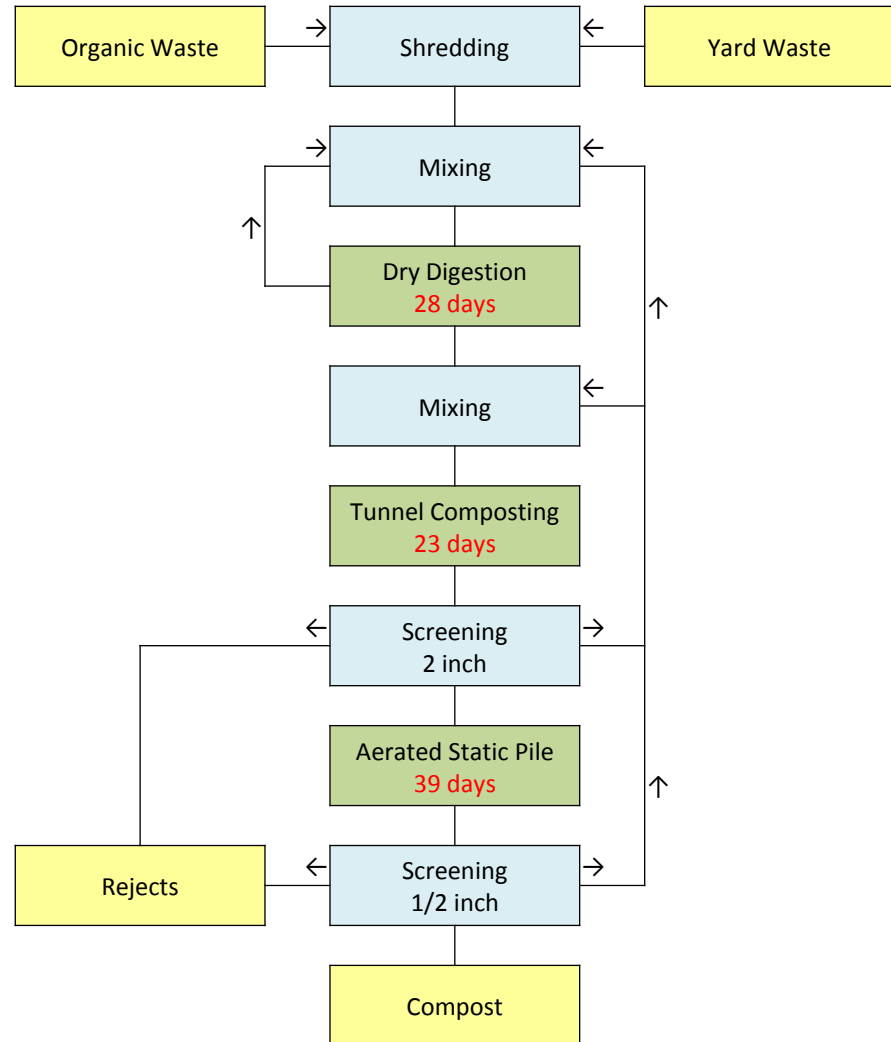 Organic Waste
Shredding
Yard Waste
Mixing
Dry Digestion
28 days
Mixing
Tunnel Composting
23 days
Screening
2 inch
Aerated Static Pile
39 days
Rejects
Screening
1/2 inch
Compost